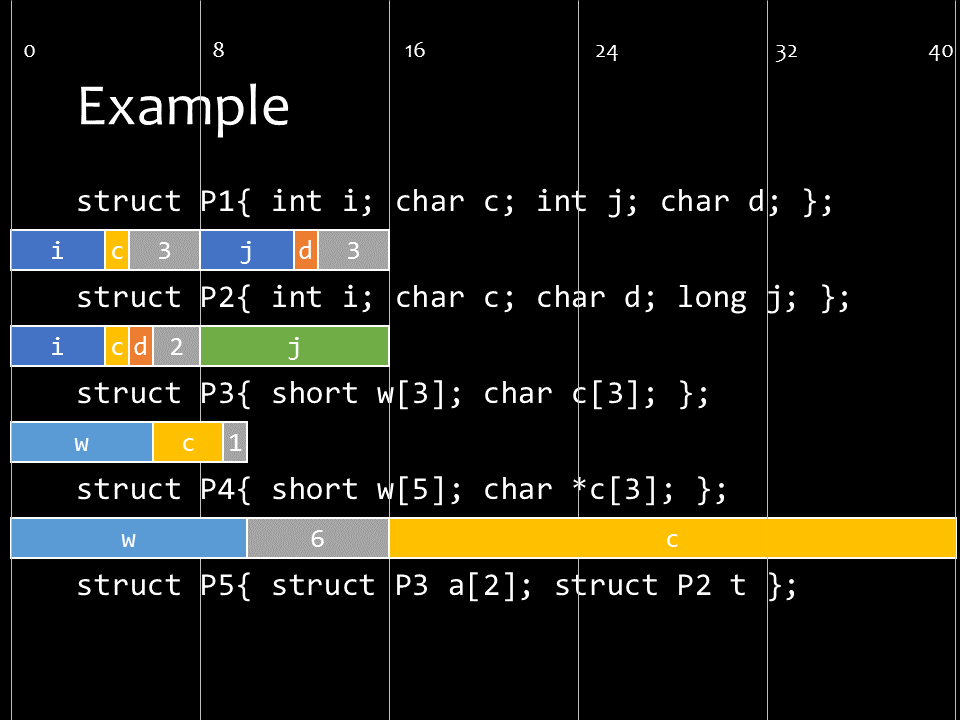 0 8 16 24 32 40
Example
struct P1{ int i; char c; int j; char d; };
i c 3 j d 3
struct P2{ int i; char c; char d; long j; };
i c d 2 j
struct P3{ short w[3]; char c[3]; };
w c 1
struct P4{ short w[5]; char *c[3]; };
w 6 c
struct P5{ struct P3 a[2]; struct P2 t };